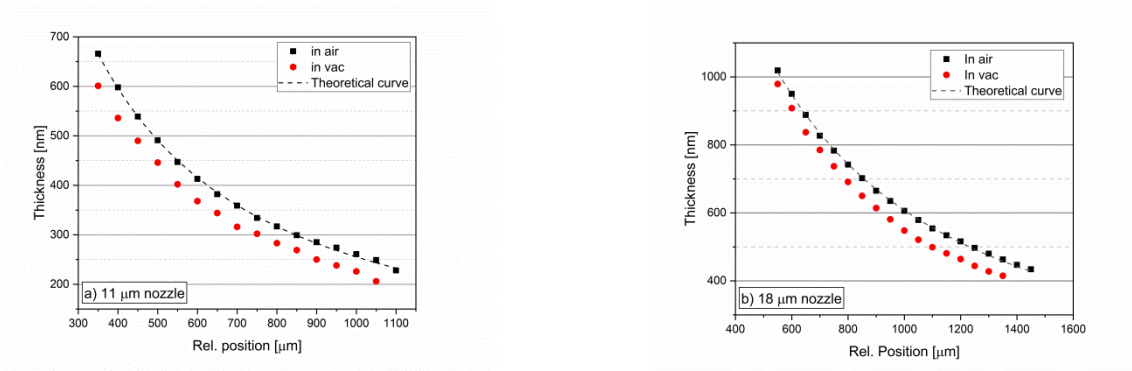 700
600
500
400
300
200
Thickness [nm]
in air
in vac
Theoretical curve
a) 11 μm nozzle
300 400 500 600 700 800 900 1000 1100
Rel. position [μm]
1000
800
600
400
Thickness [nm]
In air
In vac
Theoretical curve
b) 18 μm nozzle
400 600 800 1000 1200 1400 1600
Rel. Position [μm]